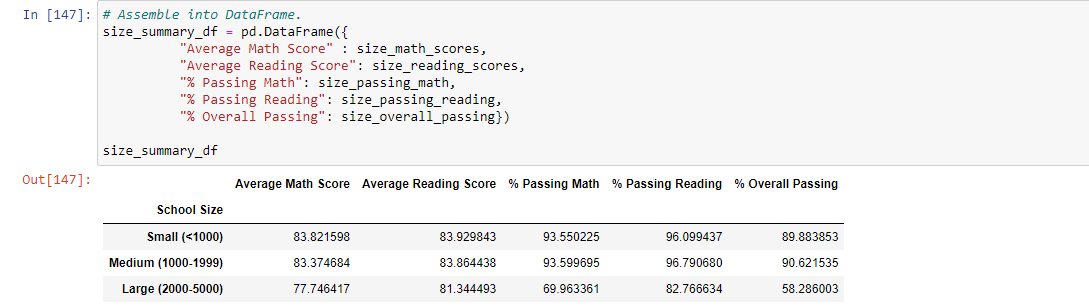 In [147]: # Assemble into DataFrame.
size_summary_df = pd.DataFrame({
"Average Math Score" : size_math_scores,
"Average Reading Score": size_reading_scores,
"% Passing Math": size_passing_math,
"% Passing Reading": size_passing_reading,
"% Overall Passing": size_overall_passing})
size_summary_df
Out[147]:
Average Math Score Average Reading Score % Passing Math % Passing Reading % Overall Passing
School Size
Small (<1000) 83.821598 83.929843 93.550225 96.099437 89.883853
Medium (1000-1999) 83.374684 83.864438 93.599695 96.790680 90.621535
Large (2000-5000) 77.746417 81.344493 69.963361 82.766634 58.286003